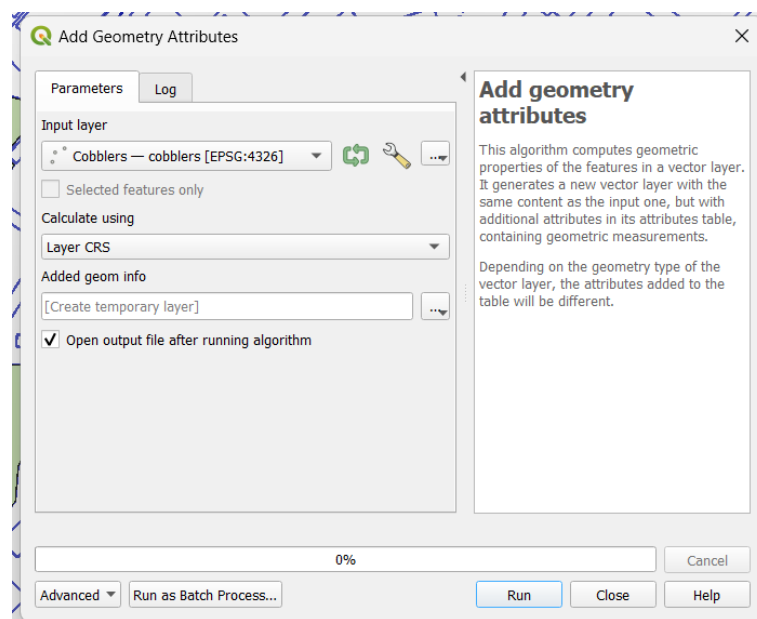 Add Geometry Attributes
Parameters
Log
Input layer
Cobblers — cobblers [EPSG:4326]
...
Selected features only
Calculate using
Layer CRS
Added geom info
[Create temporary layer]
...
Open output file after running algorithm
Add geometry
attributes
This algorithm computes geometric
properties of the features in a vector layer.
It generates a new vector layer with the
same content as the input one, but with
additional attributes in its attributes table,
containing geometric measurements.
Depending on the geometry type of the
vector layer, the attributes added to the
table will be different.
0%
Cancel
Advanced
Run as Batch Process...
Run
Close
Help